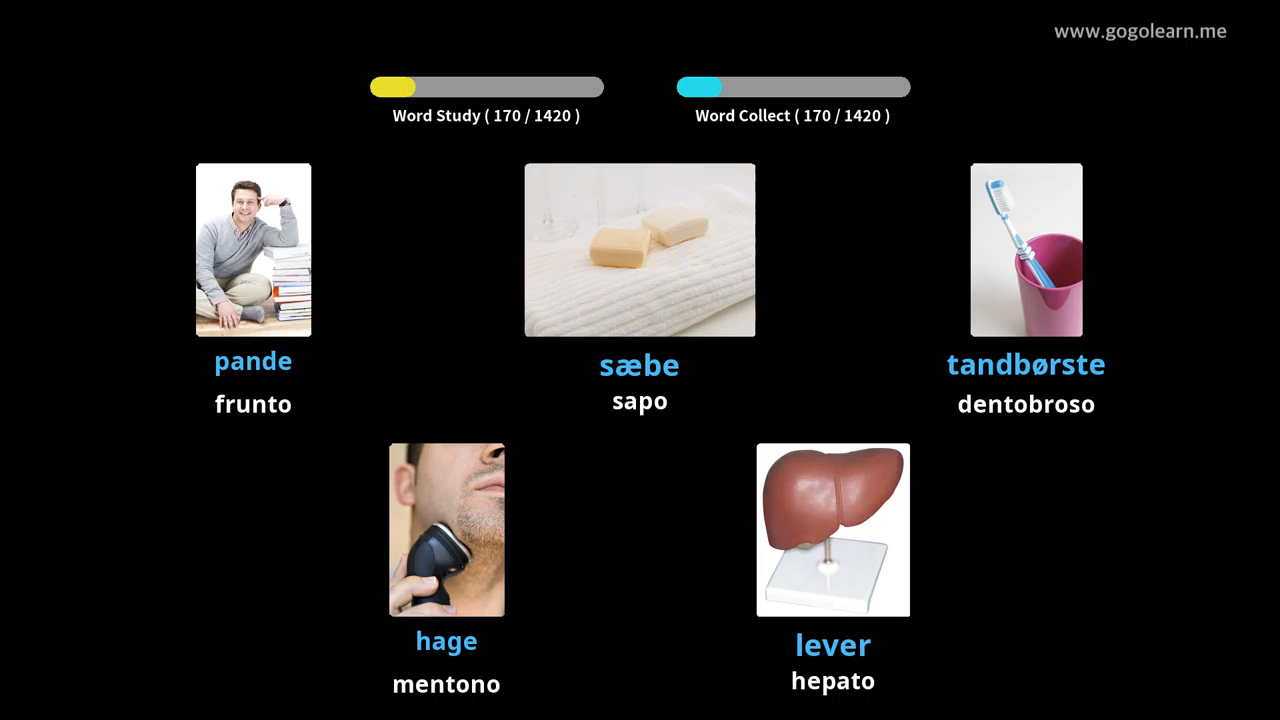 www.gogolearn.me
Word Study ( 170 / 1420 )
Word Collect ( 170 / 1420 )
pande
frunto
sæbe
sapo
tandbørste
dentobroso
hage
mentono
lever
hepato